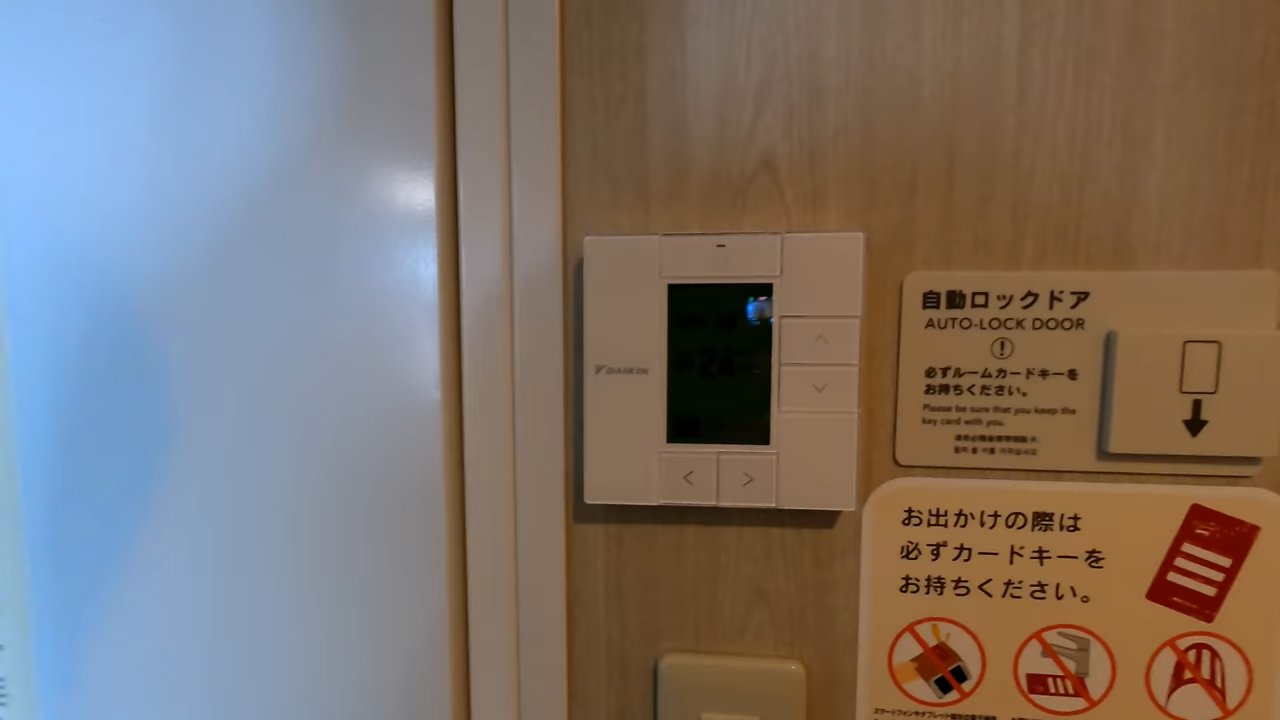 DAIKIN
24
自動ロックドア
AUTO-LOCK DOOR
必ずルームカードキーを
お持ちください。
Please be sure that you keep the
key card with you.
お出かけの際は
必ずカードキーを
お持ちください。